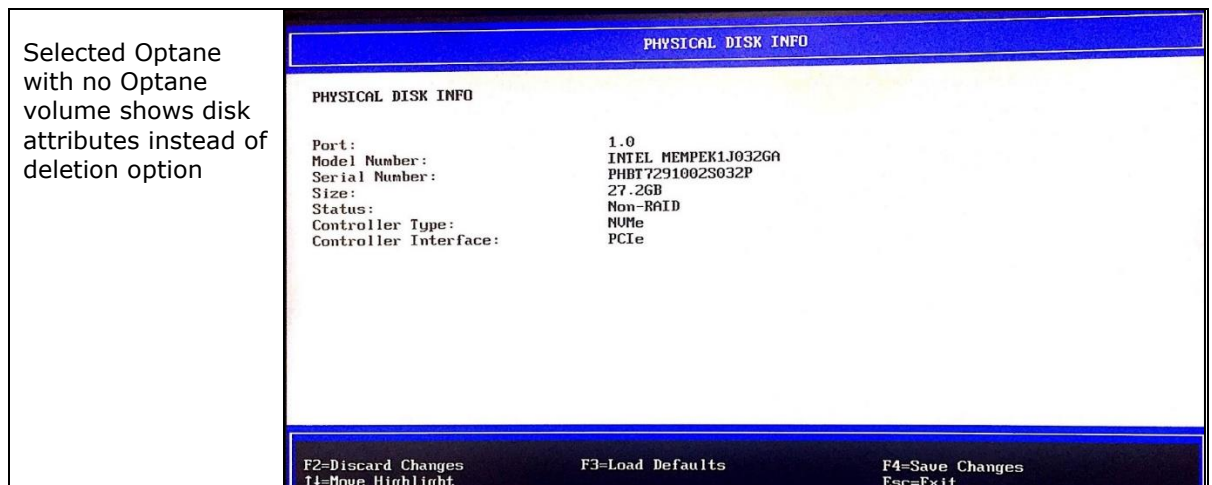 Selected Optane
with no Optane
volume shows disk
attributes instead of
deletion option
PHYSICAL DISK INFO
PHYSICAL DISK INFO
Port: 1.0
Model Number: INTEL MEMPEK1J032GA
Serial Number: PHBT7291002S032P
Size: 27.2GB
Status: Non-RAID
Controller Type: NVMe
Controller Interface: PCIe
F2=Discard Changes F3=Load Defaults F4=Save Changes
↑↓=Move Highlight Esc=Exit